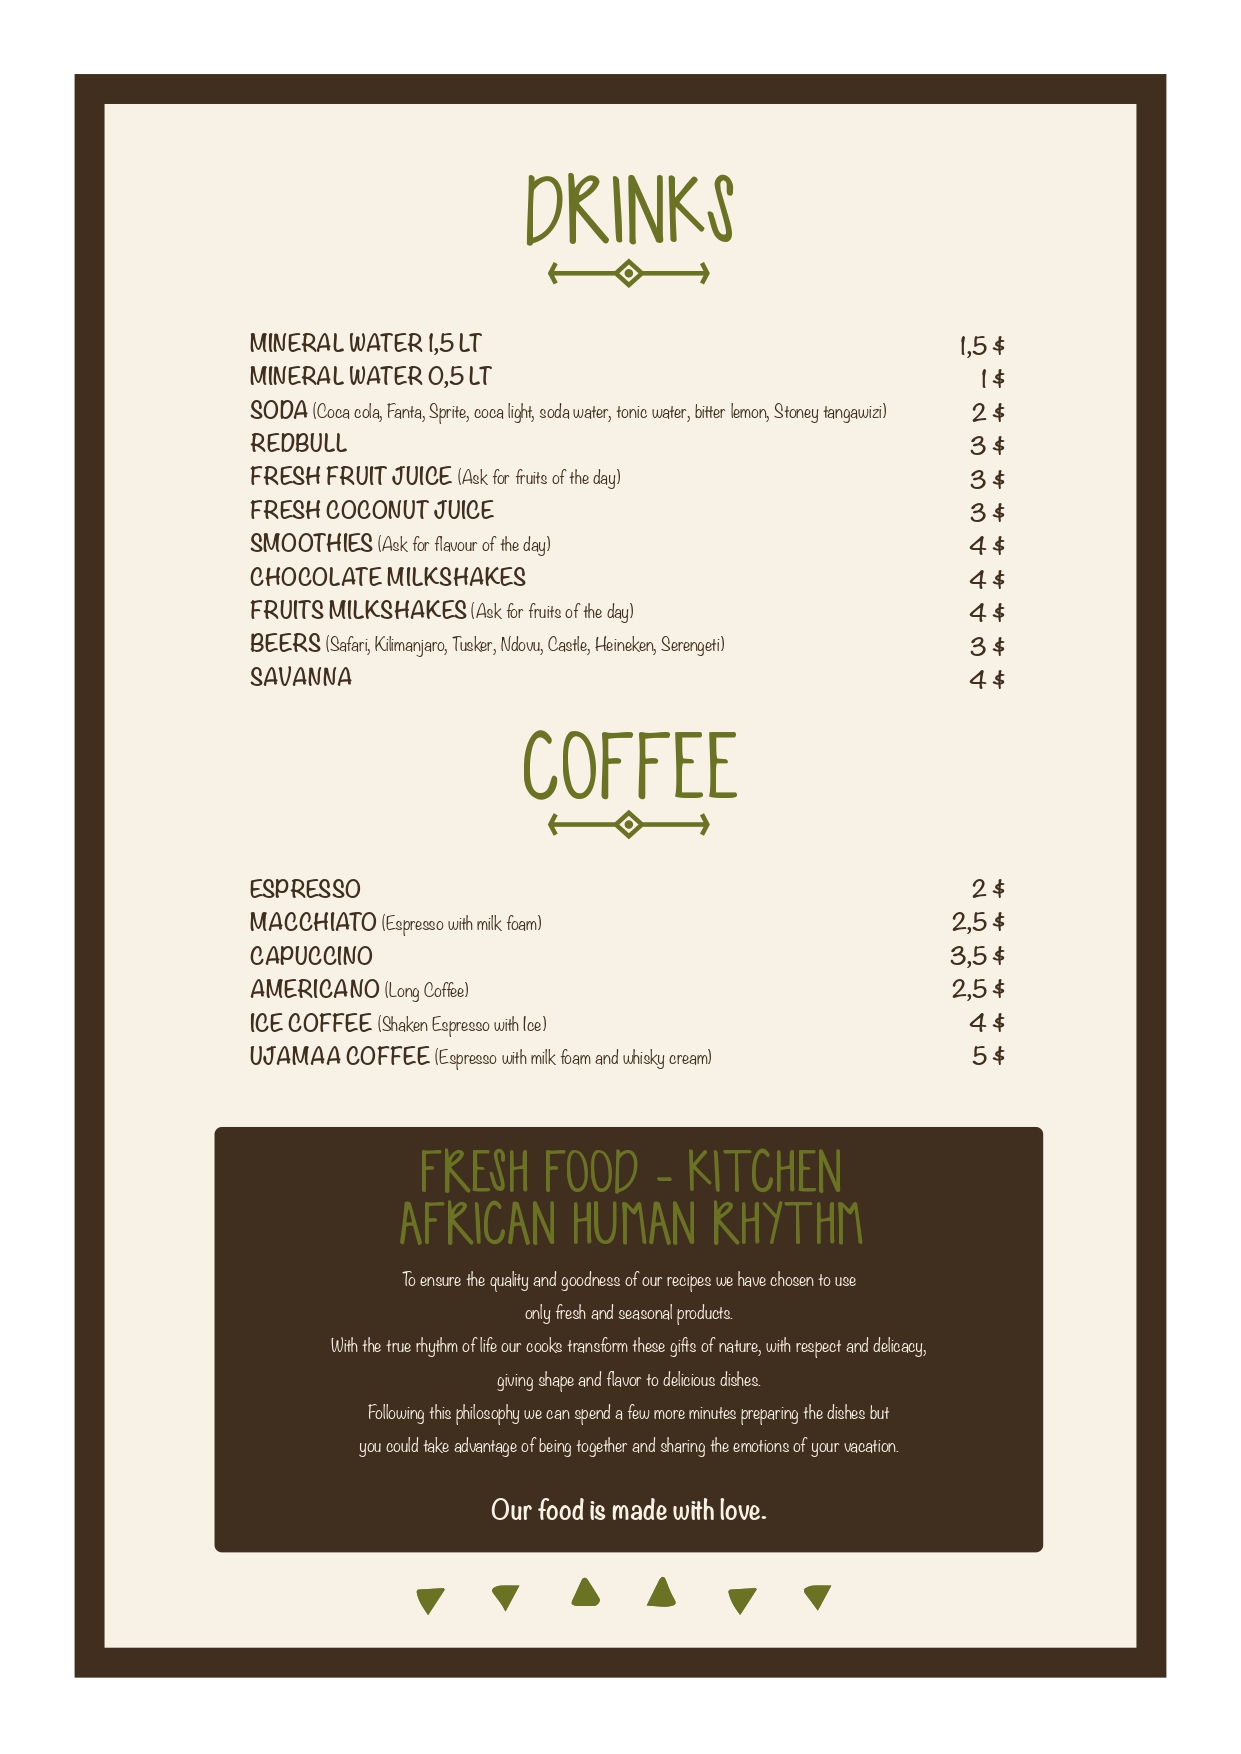 DRINKS
MINERAL WATER 1,5 LT 1,5 $
MINERAL WATER 0,5 LT 1 $
SODA (Coca cola, Fanta, Sprite, coca light, soda water, tonic water, bitter lemon, Stoney tangawizi) 2 $
REDBULL 3 $
FRESH FRUIT JUICE (Ask for fruits of the day) 3 $
FRESH COCONUT JUICE 3 $
SMOOTHIES (Ask for flavour of the day) 4 $
CHOCOLATE MILKSHAKES 4 $
FRUITS MILKSHAKES (Ask for fruits of the day) 4 $
BEERS (Safari, Kilimanjaro, Tusker, Ndovu, Castle, Heineken, Serengeti) 3 $
SAVANNA 4 $
COFFEE
ESPRESSO 2 $
MACCHIATO (Espresso with milk foam) 2,5 $
CAPUCCINO 3,5 $
AMERICANO (Long Coffee) 2,5 $
ICE COFFEE (Shaken Espresso with Ice) 4 $
UJAMAA COFFEE (Espresso with milk foam and whisky cream) 5 $
FRESH FOOD - KITCHEN
AFRICAN HUMAN RHYTHM
To ensure the quality and goodness of our recipes we have chosen to use
only fresh and seasonal products.
With the true rhythm of life our cooks transform these gifts of nature, with respect and delicacy,
giving shape and flavor to delicious dishes.
Following this philosophy we can spend a few more minutes preparing the dishes but
you could take advantage of being together and sharing the emotions of your vacation.
Our food is made with love.